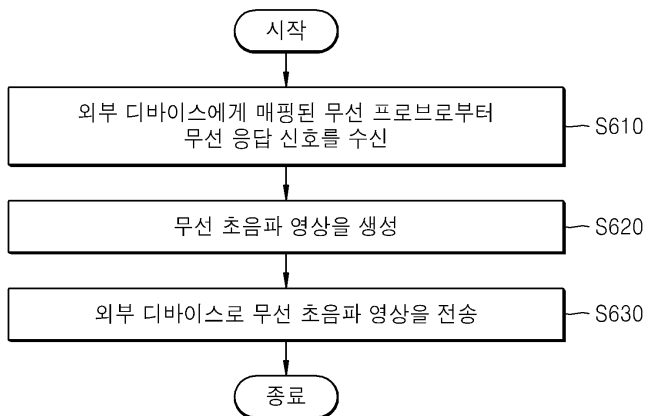 시작
외부 디바이스에게 매핑된 무선 프로브로부터
무선 응답 신호를 수신
S610
무선 초음파 영상을 생성
S620
외부 디바이스로 무선 초음파 영상을 전송
S630
종료